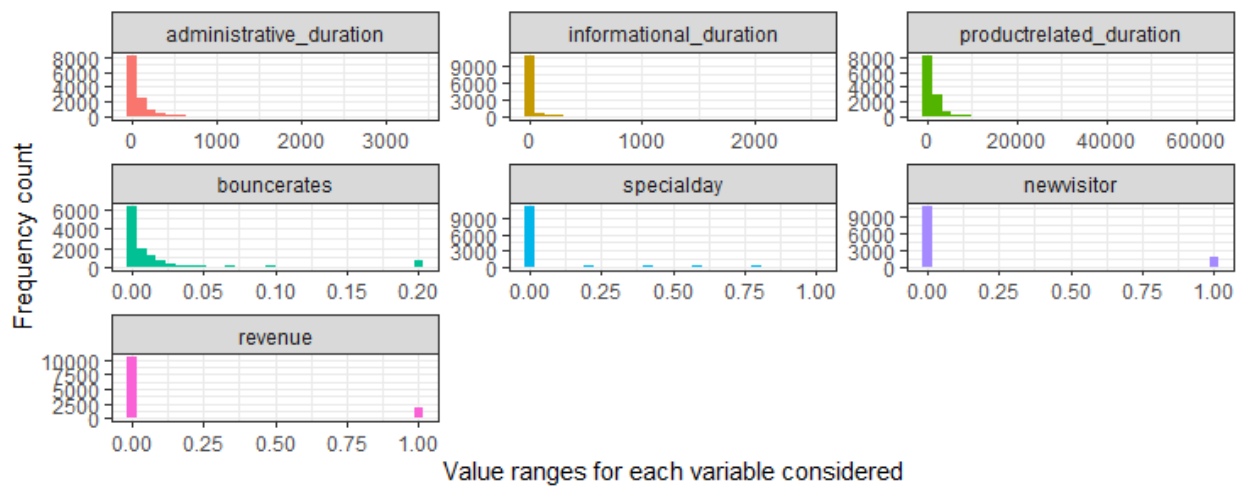 administrative_duration
8000
6000
4000
2000
0
0 1000 2000 3000
informational_duration
9000
6000
3000
0
0 1000 2000
productrelated_duration
8000
6000
4000
2000
0
0 20000 40000 60000
Frequency count
bouncerates
6000
4000
2000
0
0.00 0.05 0.10 0.15 0.20
specialday
9000
6000
3000
0
0.00 0.25 0.50 0.75 1.00
newvisitor
9000
6000
3000
0
0.00 0.25 0.50 0.75 1.00
revenue
10000
7500
5000
2500
0
0.00 0.25 0.50 0.75 1.00
Value ranges for each variable considered